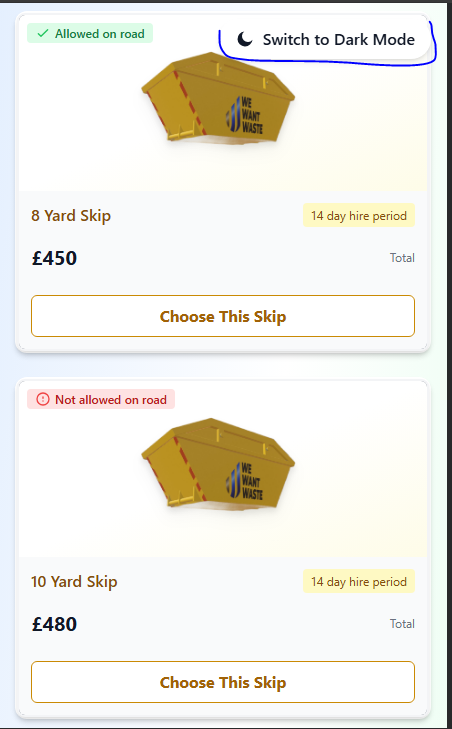 Allowed on road
Switch to Dark Mode
WE
WANT
WASTE
8 Yard Skip
14 day hire period
£450
Total
Choose This Skip
Not allowed on road
WE
WANT
WASTE
10 Yard Skip
14 day hire period
£480
Total
Choose This Skip